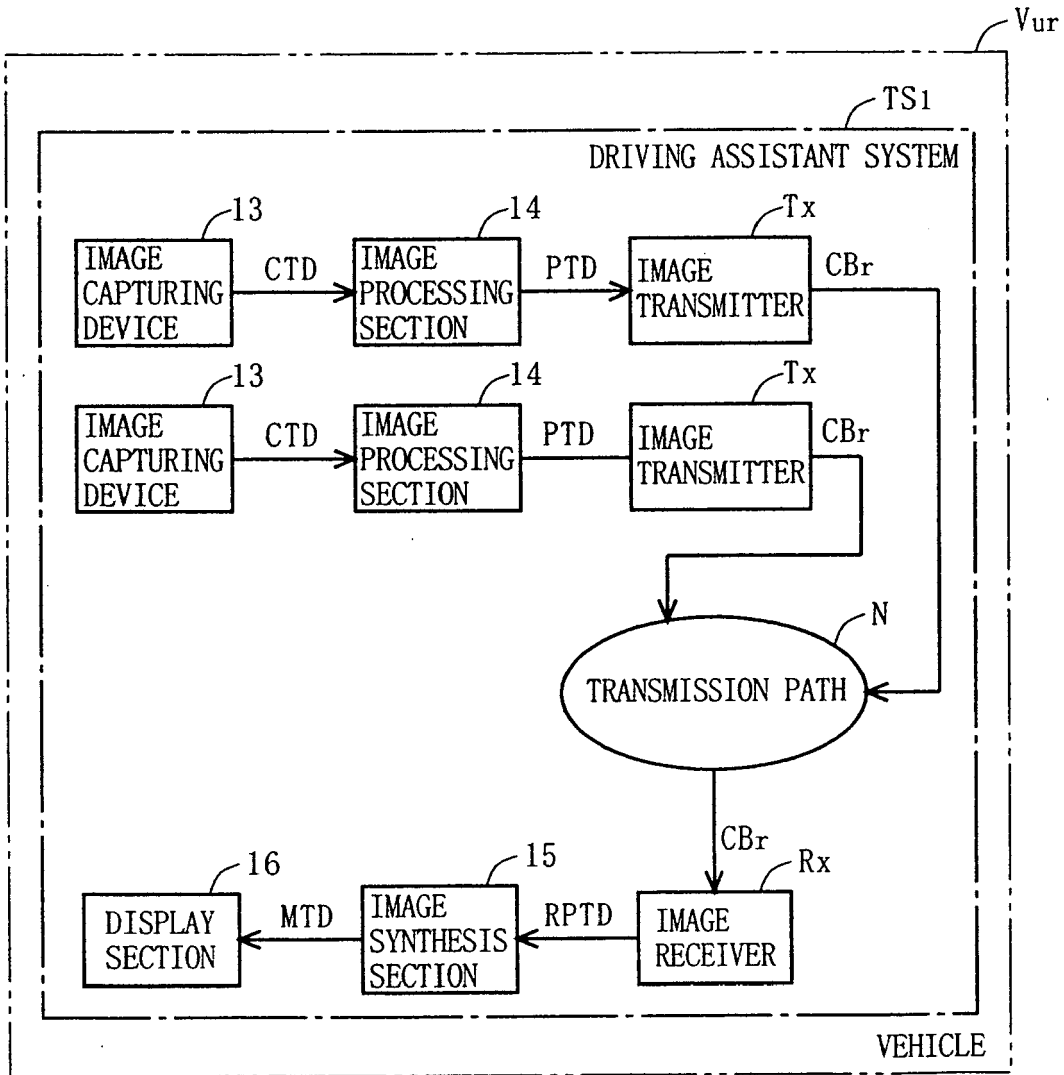 Vur
TS1
DRIVING ASSISTANT SYSTEM
13
14
Tx
IMAGE
CAPTURING
DEVICE
CTD
IMAGE
PROCESSING
SECTION
PTD
IMAGE
TRANSMITTER
CBr
13
14
Tx
IMAGE
CAPTURING
DEVICE
CTD
IMAGE
PROCESSING
SECTION
PTD
IMAGE
TRANSMITTER
CBr
N
TRANSMISSION PATH
CBr
16
15
Rx
DISPLAY
SECTION
MTD
IMAGE
SYNTHESIS
SECTION
RPTD
IMAGE
RECEIVER
VEHICLE